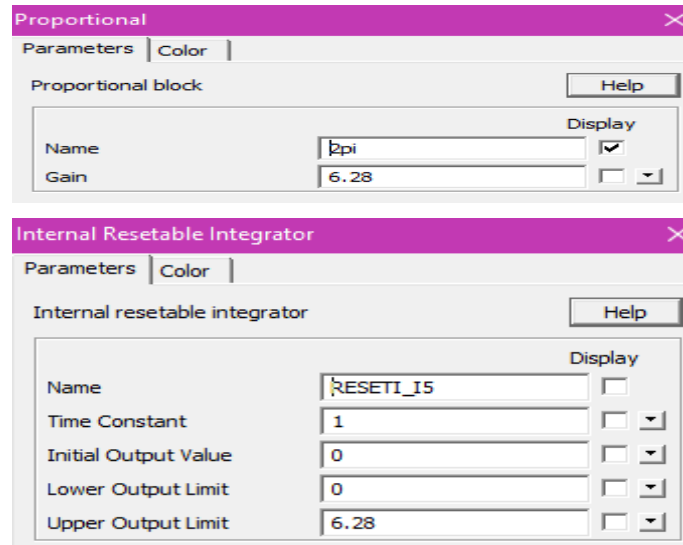 Proportional
Parameters Color
Proportional block Help
Display
Name 2pi
Gain 6.28
Internal Resetable Integrator
Parameters Color
Internal resetable integrator Help
Display
Name RESETI_I5
Time Constant 1
Initial Output Value 0
Lower Output Limit 0
Upper Output Limit 6.28